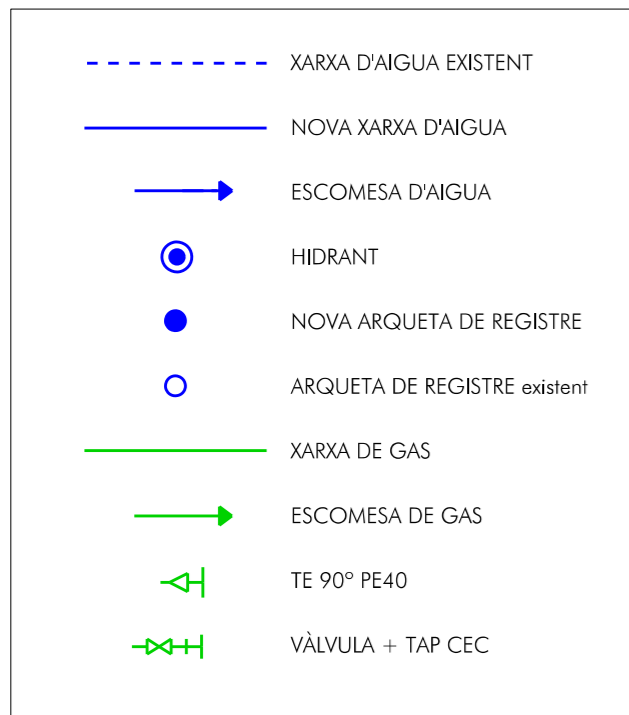 XARXA D'AIGUA EXISTENT
NOVA XARXA D'AIGUA
ESCOMESA D'AIGUA
HIDRANT
NOVA ARQUETA DE REGISTRE
ARQUETA DE REGISTRE existent
XARXA DE GAS
ESCOMESA DE GAS
TE 90º PE40
VÀLVULA + TAP CEC